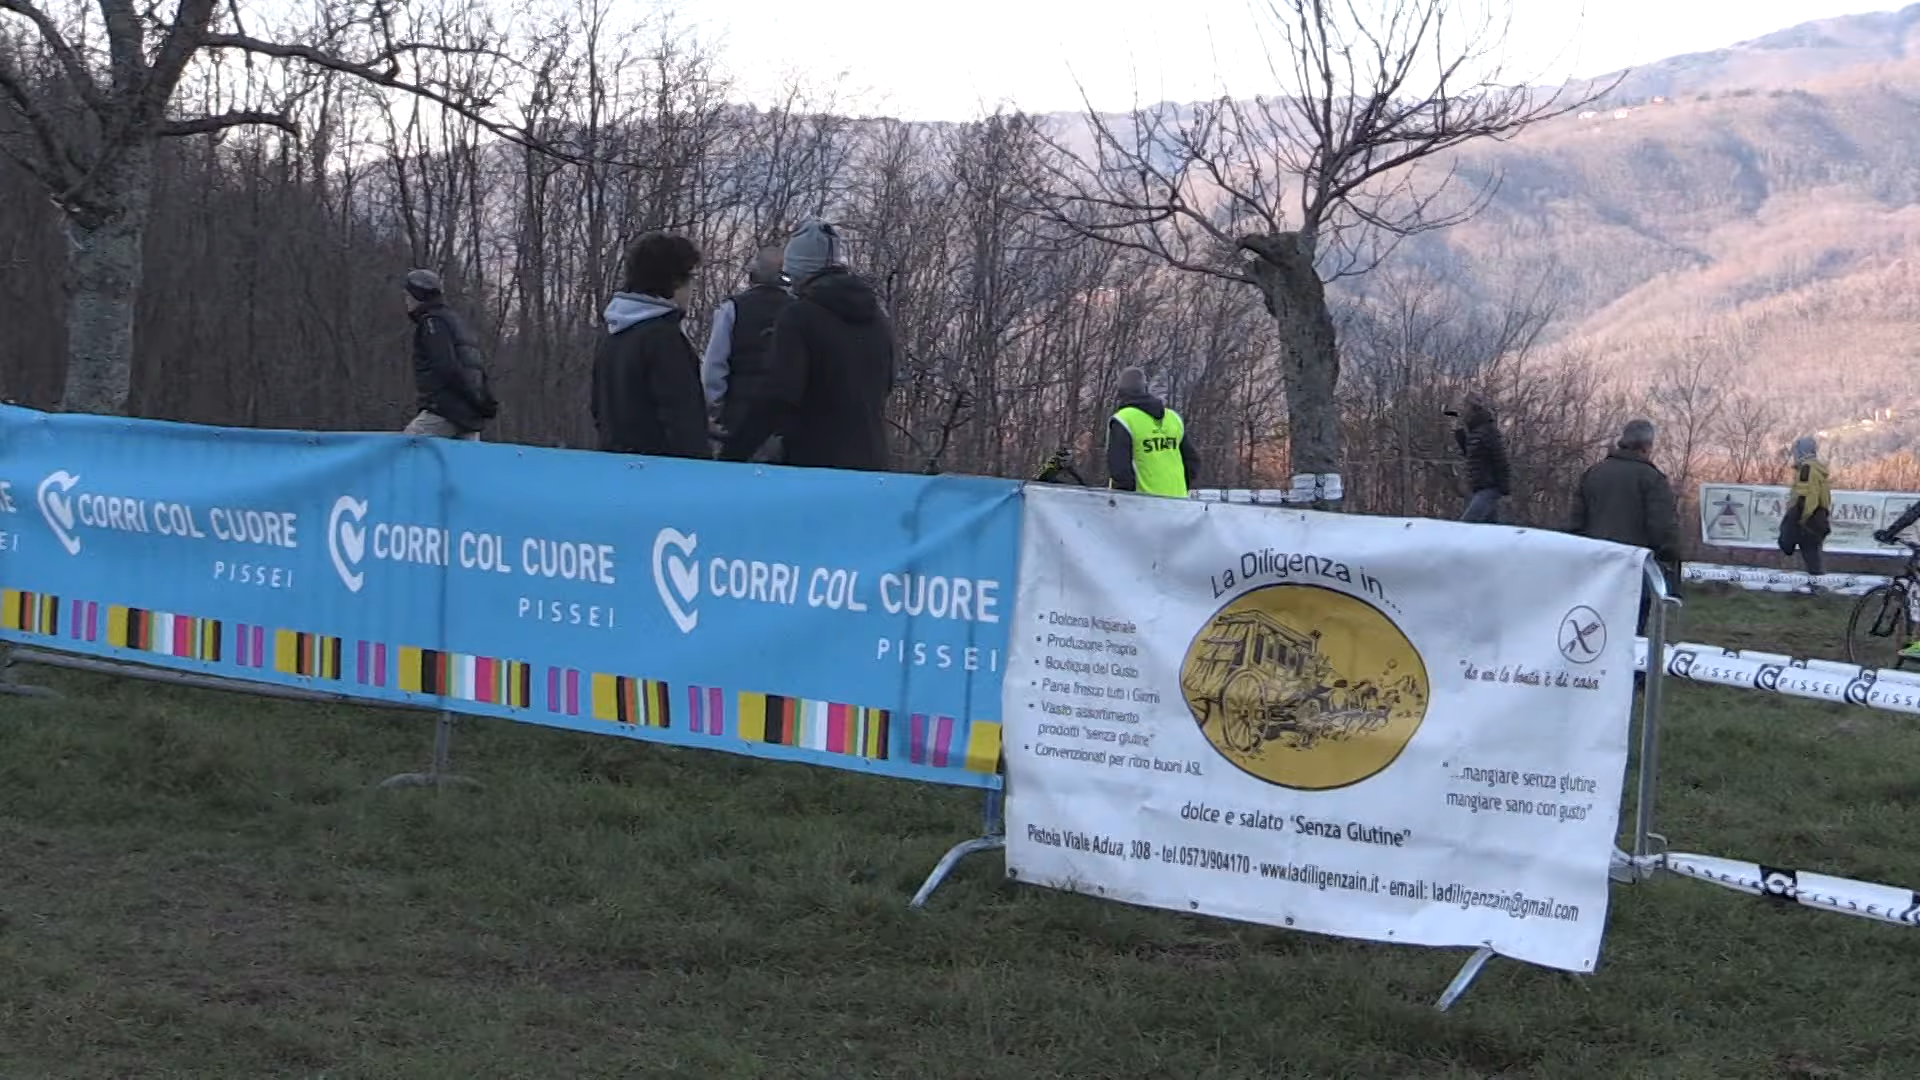 CORRI COL CUORE
PISSEI
CORRI COL CUORE
PISSEI
CORRI COL CUORE
PISSEI
STAFF
La Diligenza in...
• Dolceria Artigianale
• Produzione Propria
• Boutique del Gusto
• Pane fresco tutti i Giorni
• Vasto assortimento
prodotti "senza glutine"
• Convenzionati per ritiro buoni ASL
"da noi la bontà è di casa"
"...mangiare senza glutine
mangiare sano con gusto"
dolce e salato "Senza Glutine"
Pistoia Viale Adua, 308 - tel.0573/904170 - www.ladiligenzain.it - email: ladiligenzain@gmail.com
PISSEI PISSEI PISSEI